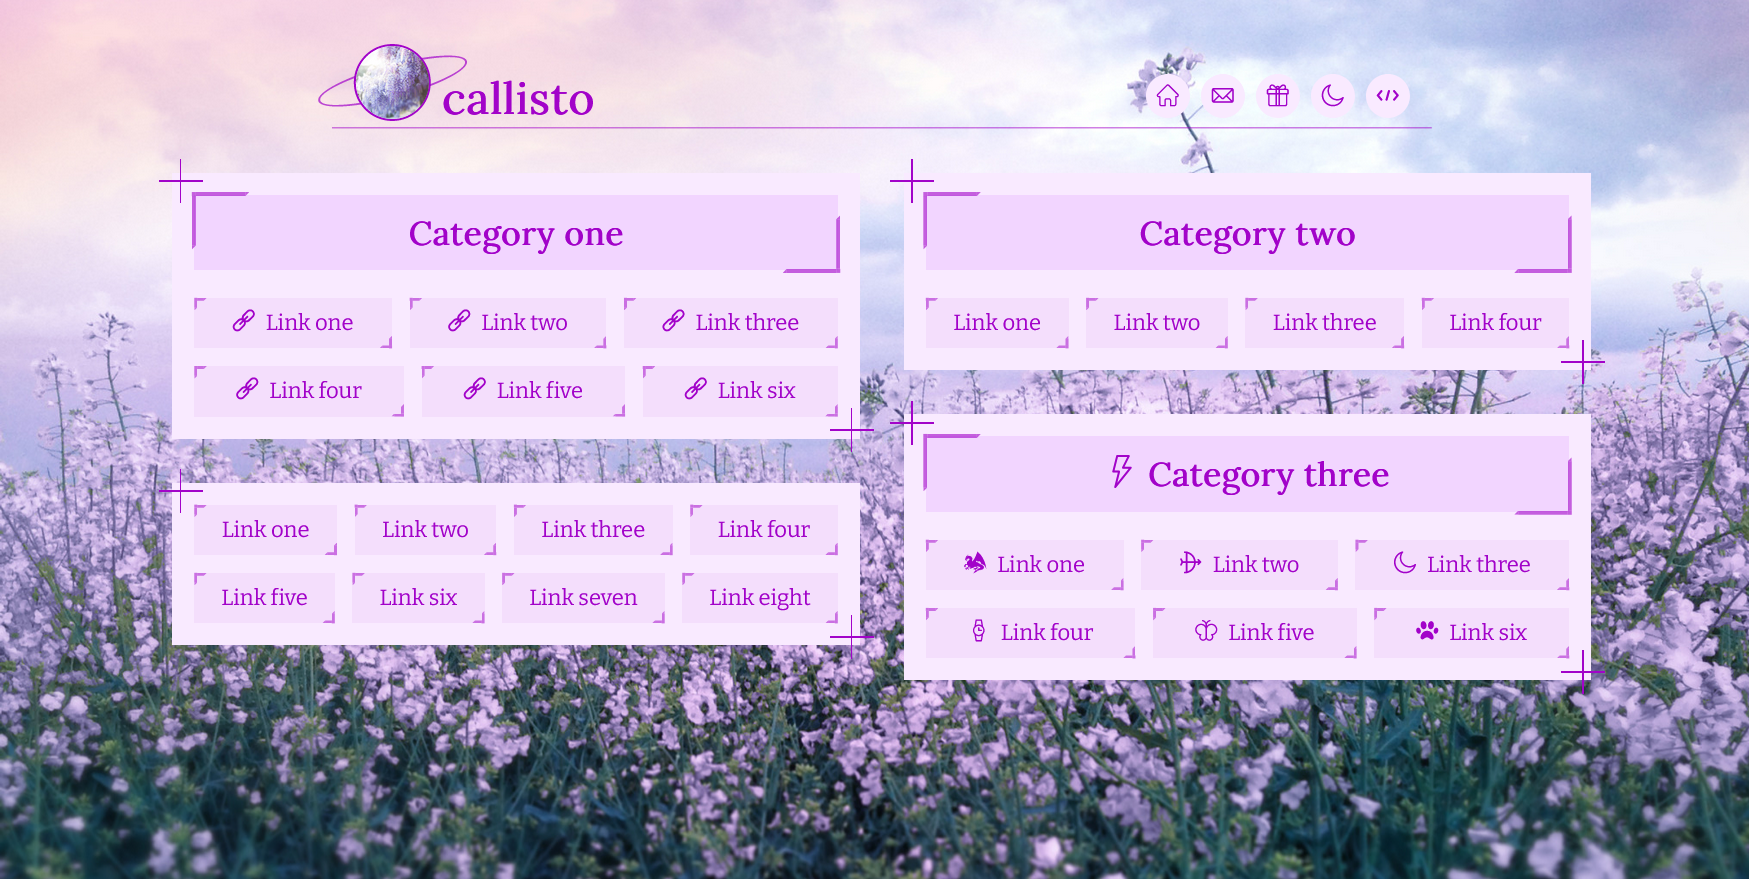 callisto
Category one
Link one
Link two
Link three
Link four
Link five
Link six
Link one
Link two
Link three
Link four
Link five
Link six
Link seven
Link eight
Category two
Link one
Link two
Link three
Link four
Category three
Link one
Link two
Link three
Link four
Link five
Link six